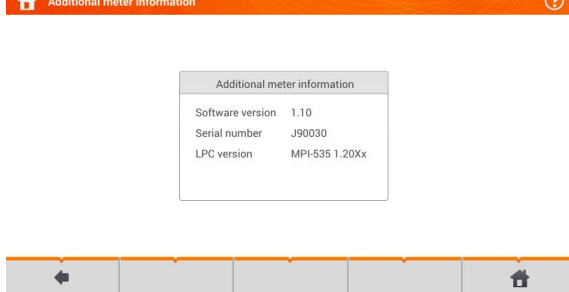 Additional meter information
Additional meter information
Software version 1.10
Serial number J90030
LPC version MPI-535 1.20Xx